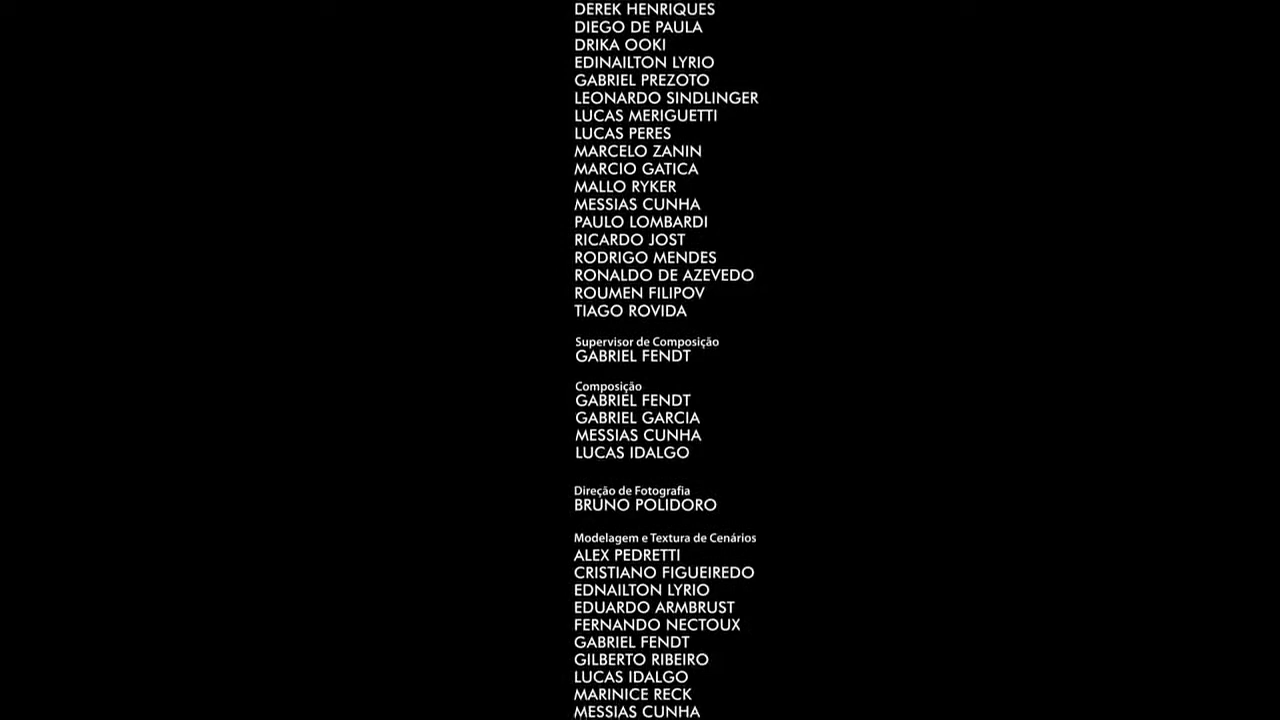 DEREK HENRIQUES
DIEGO DE PAULA
DRIKA OOKI
EDINAILTON LYRIO
GABRIEL PREZOTO
LEONARDO SINDLINGER
LUCAS MERIGUETTI
LUCAS PERES
MARCELO ZANIN
MARCIO GATICA
MALLO RYKER
MESSIAS CUNHA
PAULO LOMBARDI
RICARDO JOST
RODRIGO MENDES
RONALDO DE AZEVEDO
ROUMEN FILIPOV
TIAGO ROVIDA
Supervisor de Composição
GABRIEL FENDT
Composição
GABRIEL FENDT
GABRIEL GARCIA
MESSIAS CUNHA
LUCAS IDALGO
Direção de Fotografia
BRUNO POLIDORO
Modelagem e Textura de Cenários
ALEX PEDRETTI
CRISTIANO FIGUEIREDO
EDNAILTON LYRIO
EDUARDO ARMBRUST
FERNANDO NECTOUX
GABRIEL FENDT
GILBERTO RIBEIRO
LUCAS IDALGO
MARINICE RECK
MESSIAS CUNHA